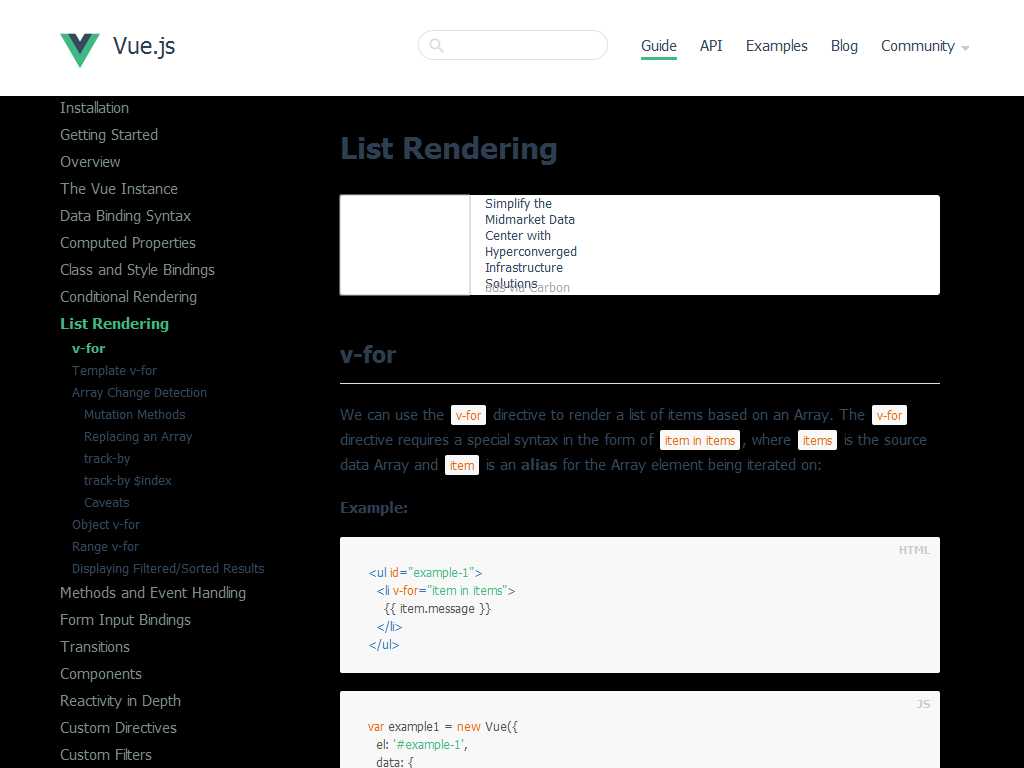 Vue.js
Guide API Examples Blog Community
Installation
Getting Started
Overview
The Vue Instance
Data Binding Syntax
Computed Properties
Class and Style Bindings
Conditional Rendering
List Rendering
v-for
Template v-for
Array Change Detection
Mutation Methods
Replacing an Array
track-by
track-by $index
Caveats
Object v-for
Range v-for
Displaying Filtered/Sorted Results
Methods and Event Handling
Form Input Bindings
Transitions
Components
Reactivity in Depth
Custom Directives
Custom Filters
List Rendering
Simplify the
Midmarket Data
Center with
Hyperconverged
Infrastructure
Solutions
ads via Carbon
v-for
We can use the v-for directive to render a list of items based on an Array. The v-for
directive requires a special syntax in the form of item in items, where items is the source
data Array and item is an alias for the Array element being iterated on:
Example:
HTML
<ul id="example-1">
  <li v-for="item in items">
    {{ item.message }}
  </li>
</ul>
JS
var example1 = new Vue({
  el: '#example-1',
  data: {